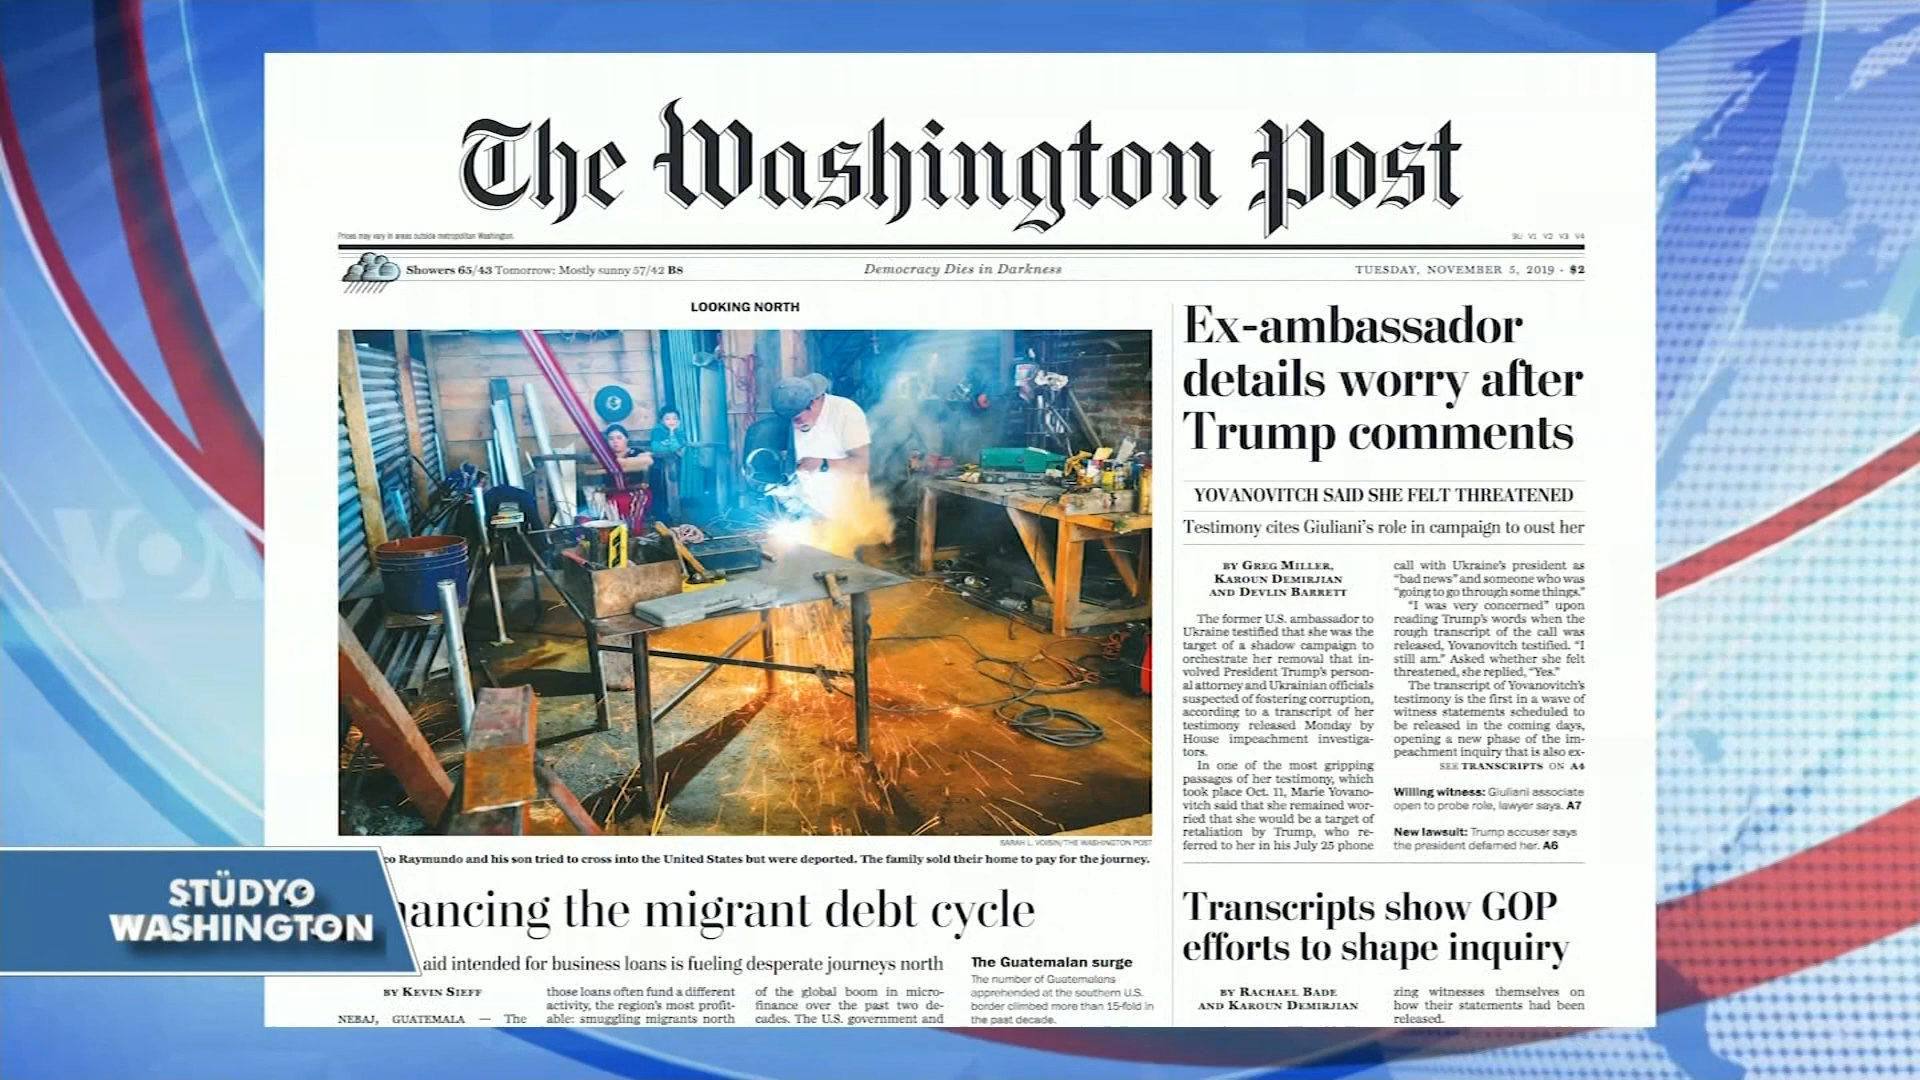 The Washington Post
Prices may vary in areas outside metropolitan Washington.
SU V1 V2 V3 V4
Showers 65/43 Tomorrow: Mostly sunny 57/42 B8
Democracy Dies in Darkness
TUESDAY, NOVEMBER 5, 2019 · $2
LOOKING NORTH
SARAH L. VOISIN/THE WASHINGTON POST
Raymundo and his son tried to cross into the United States but were deported. The family sold their home to pay for the journey.
ancing the migrant debt cycle
aid intended for business loans is fueling desperate journeys north
BY KEVIN SIEFF
NEBAJ, GUATEMALA — The
those loans often fund a different
activity, the region's most profit-
able: smuggling migrants north
of the global boom in micro-
finance over the past two de-
cades. The U.S. government and
The Guatemalan surge
The number of Guatemalans
apprehended at the southern U.S.
border climbed more than 15-fold in
the past decade.
Ex-ambassador
details worry after
Trump comments
YOVANOVITCH SAID SHE FELT THREATENED
Testimony cites Giuliani's role in campaign to oust her
BY GREG MILLER,
KAROUN DEMIRJIAN
AND DEVLIN BARRETT
The former U.S. ambassador to
Ukraine testified that she was the
target of a shadow campaign to
orchestrate her removal that in-
volved President Trump's person-
al attorney and Ukrainian officials
suspected of fostering corruption,
according to a transcript of her
testimony released Monday by
House impeachment investiga-
tors.
In one of the most gripping
passages of her testimony, which
took place Oct. 11, Marie Yovano-
vitch said that she remained wor-
ried that she would be a target of
retaliation by Trump, who re-
ferred to her in his July 25 phone
call with Ukraine's president as
"bad news" and someone who was
"going to go through some things."
"I was very concerned" upon
reading Trump's words when the
rough transcript of the call was
released, Yovanovitch testified. "I
still am." Asked whether she felt
threatened, she replied, "Yes."
The transcript of Yovanovitch's
testimony is the first in a wave of
witness statements scheduled to
be released in the coming days,
opening a new phase of the im-
peachment inquiry that is also ex-
SEE TRANSCRIPTS ON A4
Willing witness: Giuliani associate
open to probe role, lawyer says. A7
New lawsuit: Trump accuser says
the president defamed her. A6
Transcripts show GOP
efforts to shape inquiry
BY RACHAEL BADE
AND KAROUN DEMIRJIAN
zing witnesses themselves on
how their statements had been
released.
STÜDYO
WASHINGTON
VOA